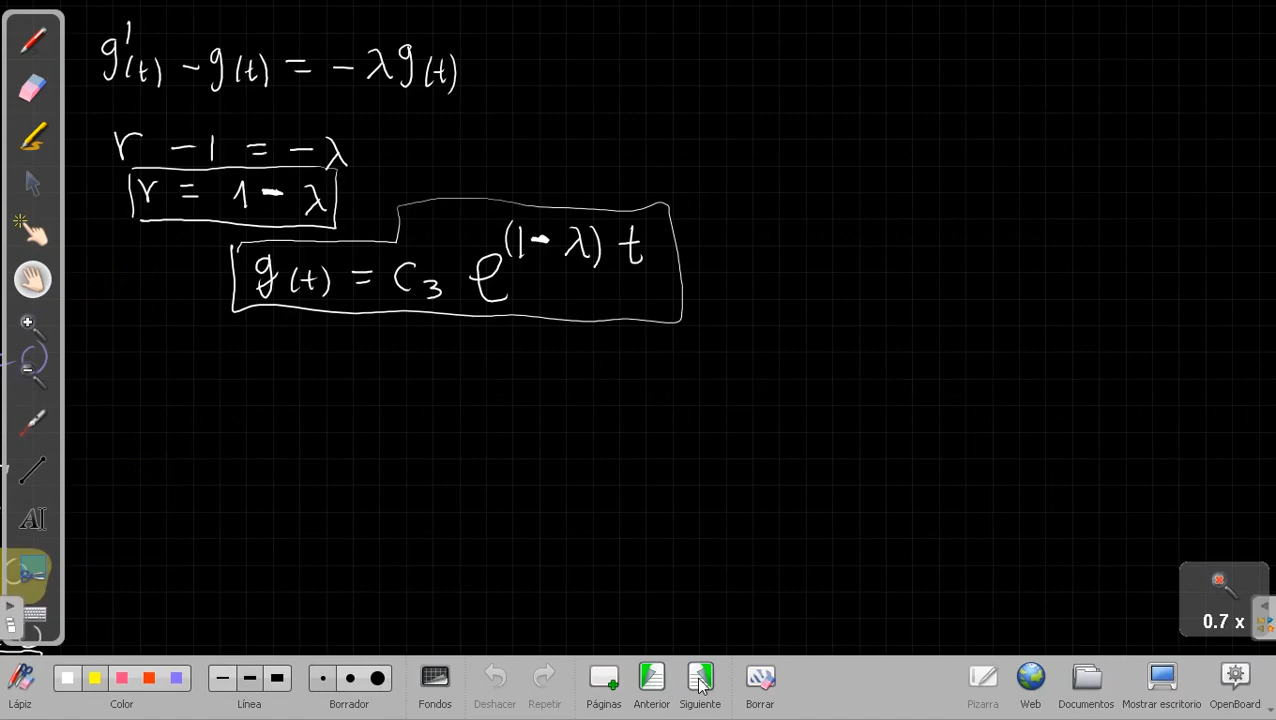 g'(t) - g(t) = - λg(t)
r - 1 = - λ
r = 1 - λ
g(t) = C₃ e^(1 - λ) t
0.7 x
Color
Línea
Borrador
Fondos
Deshacer
Repetir
Páginas
Anterior
Siguiente
Borrar
Pizarra
Web
Documentos
Mostrar escritorio
OpenBoard
Lápiz
AI